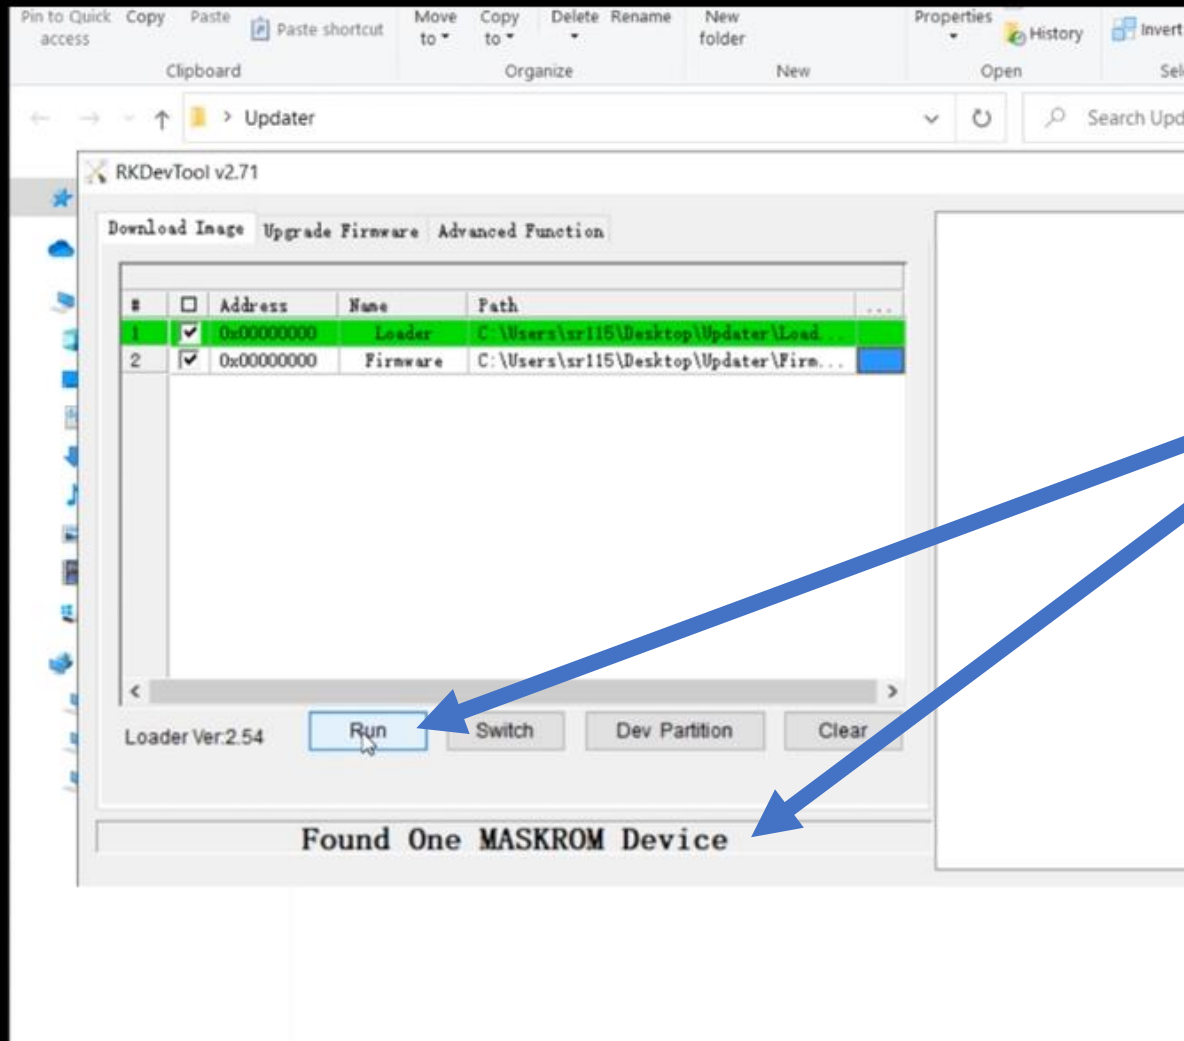 Pin to Quick access
Copy
Paste
Paste shortcut
Move to
Copy to
Delete
Rename
New folder
Properties
History
Invert
Clipboard
Organize
New
Open
Updater
RKDevTool v2.71
Download Image
Upgrade Firmware
Advanced Function
# Address Name Path ...
1 0x00000000 Loader C:\Users\sr115\Desktop\Updater\Load...
2 0x00000000 Firmware C:\Users\sr115\Desktop\Updater\Firm...
Loader Ver:2.54
Run
Switch
Dev Partition
Clear
Found One MASKROM Device
Search